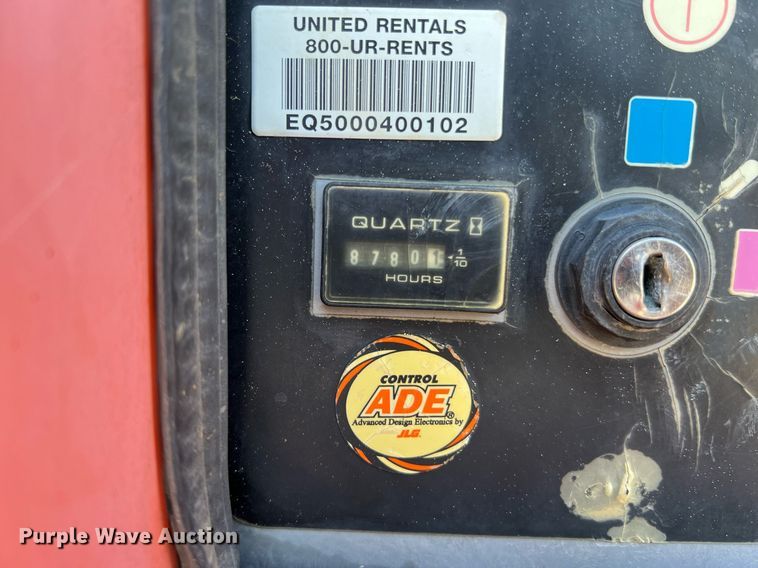 UNITED RENTALS
800-UR-RENTS
EQ5000400102
QUARTZ
87801 1/10
HOURS
CONTROL
ADE®
Advanced Design Electronics by
JLG
Purple Wave Auction